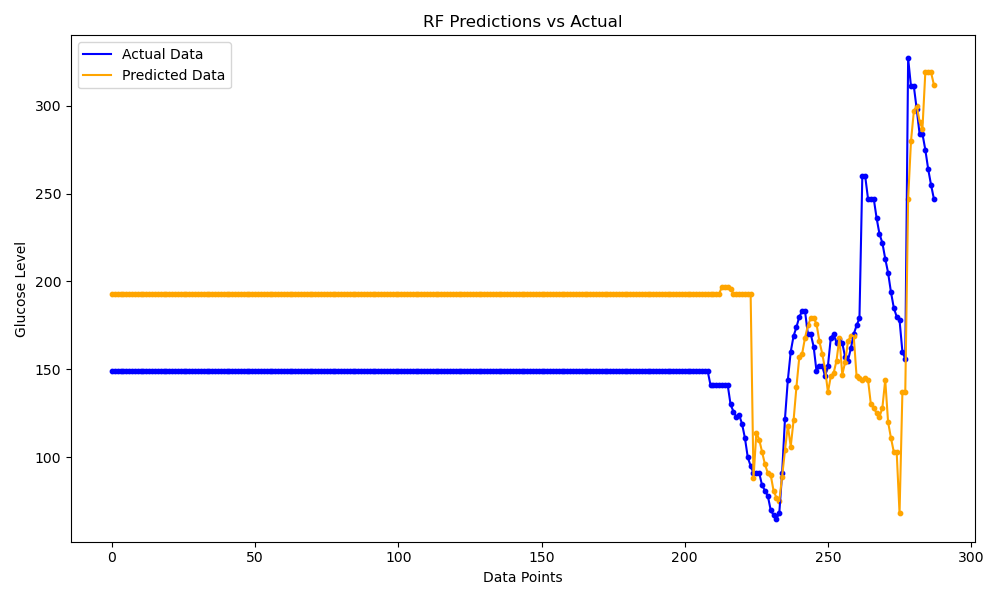 RF Predictions vs Actual
Actual Data
Predicted Data
Glucose Level
300
250
200
150
100
0
50
100
150
200
250
300
Data Points